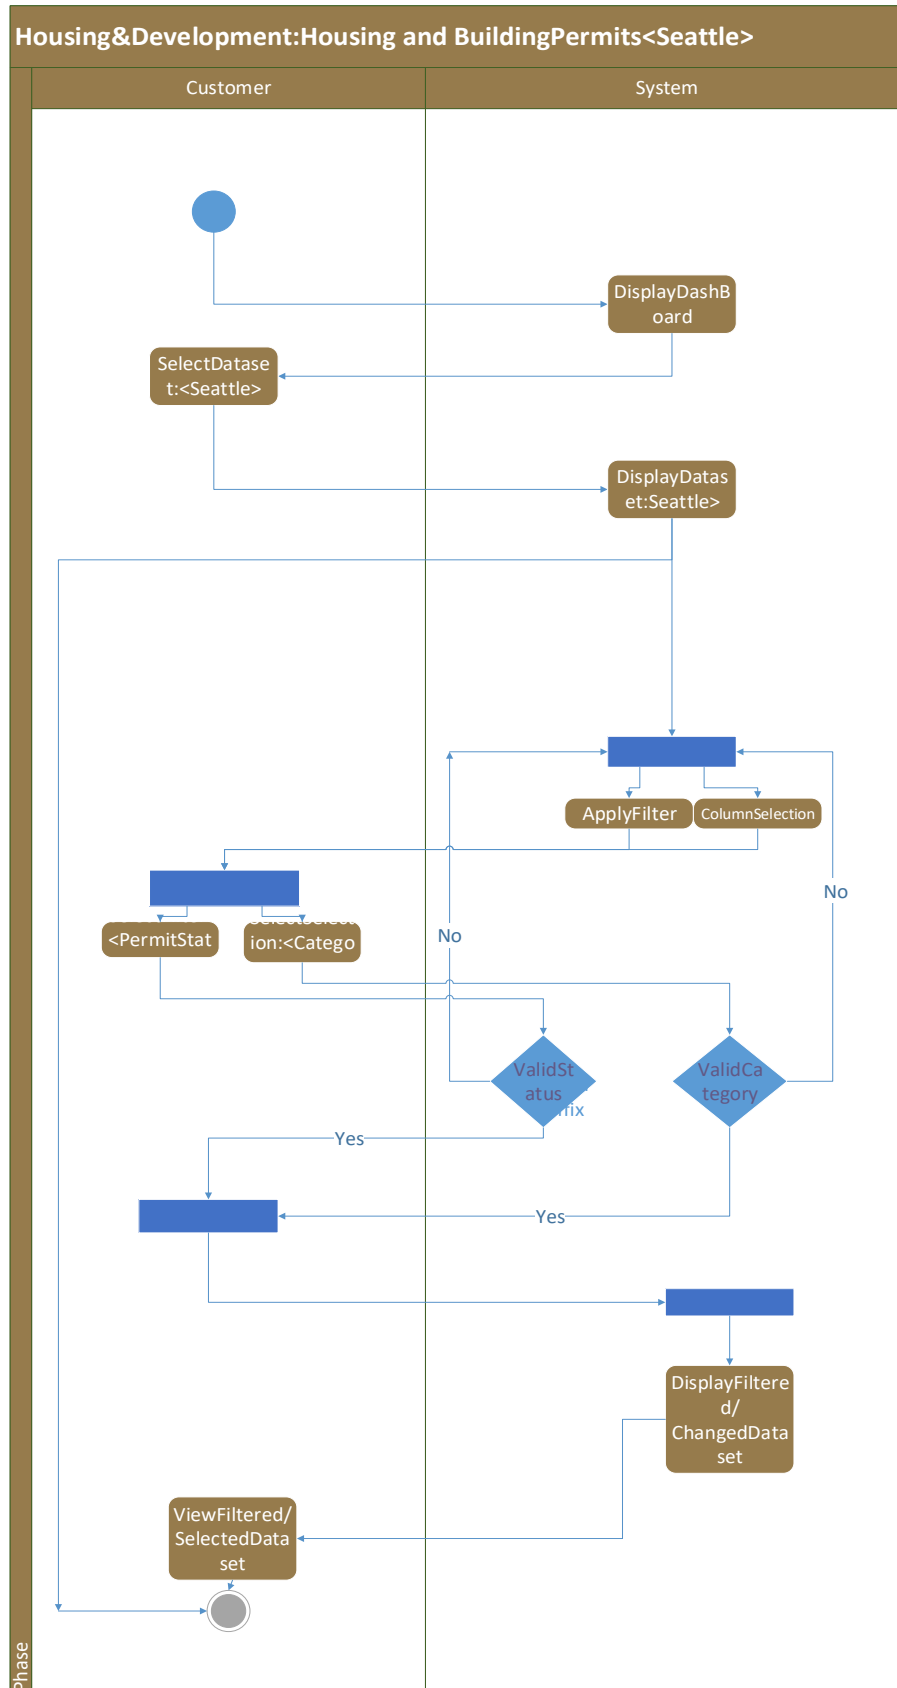 Housing&Development:Housing and BuildingPermits<Seattle>
Customer
System
DisplayDashB
oard
SelectDatase
t:<Seattle>
DisplayDatas
et:Seattle>
ApplyFilter
ColumnSelection
No
<PermitStat
ion:<Catego
No
ValidSt
atus
fix
ValidCa
tegory
Yes
Yes
DisplayFiltere
d/
ChangedData
set
ViewFiltered/
SelectedData
set
Phase